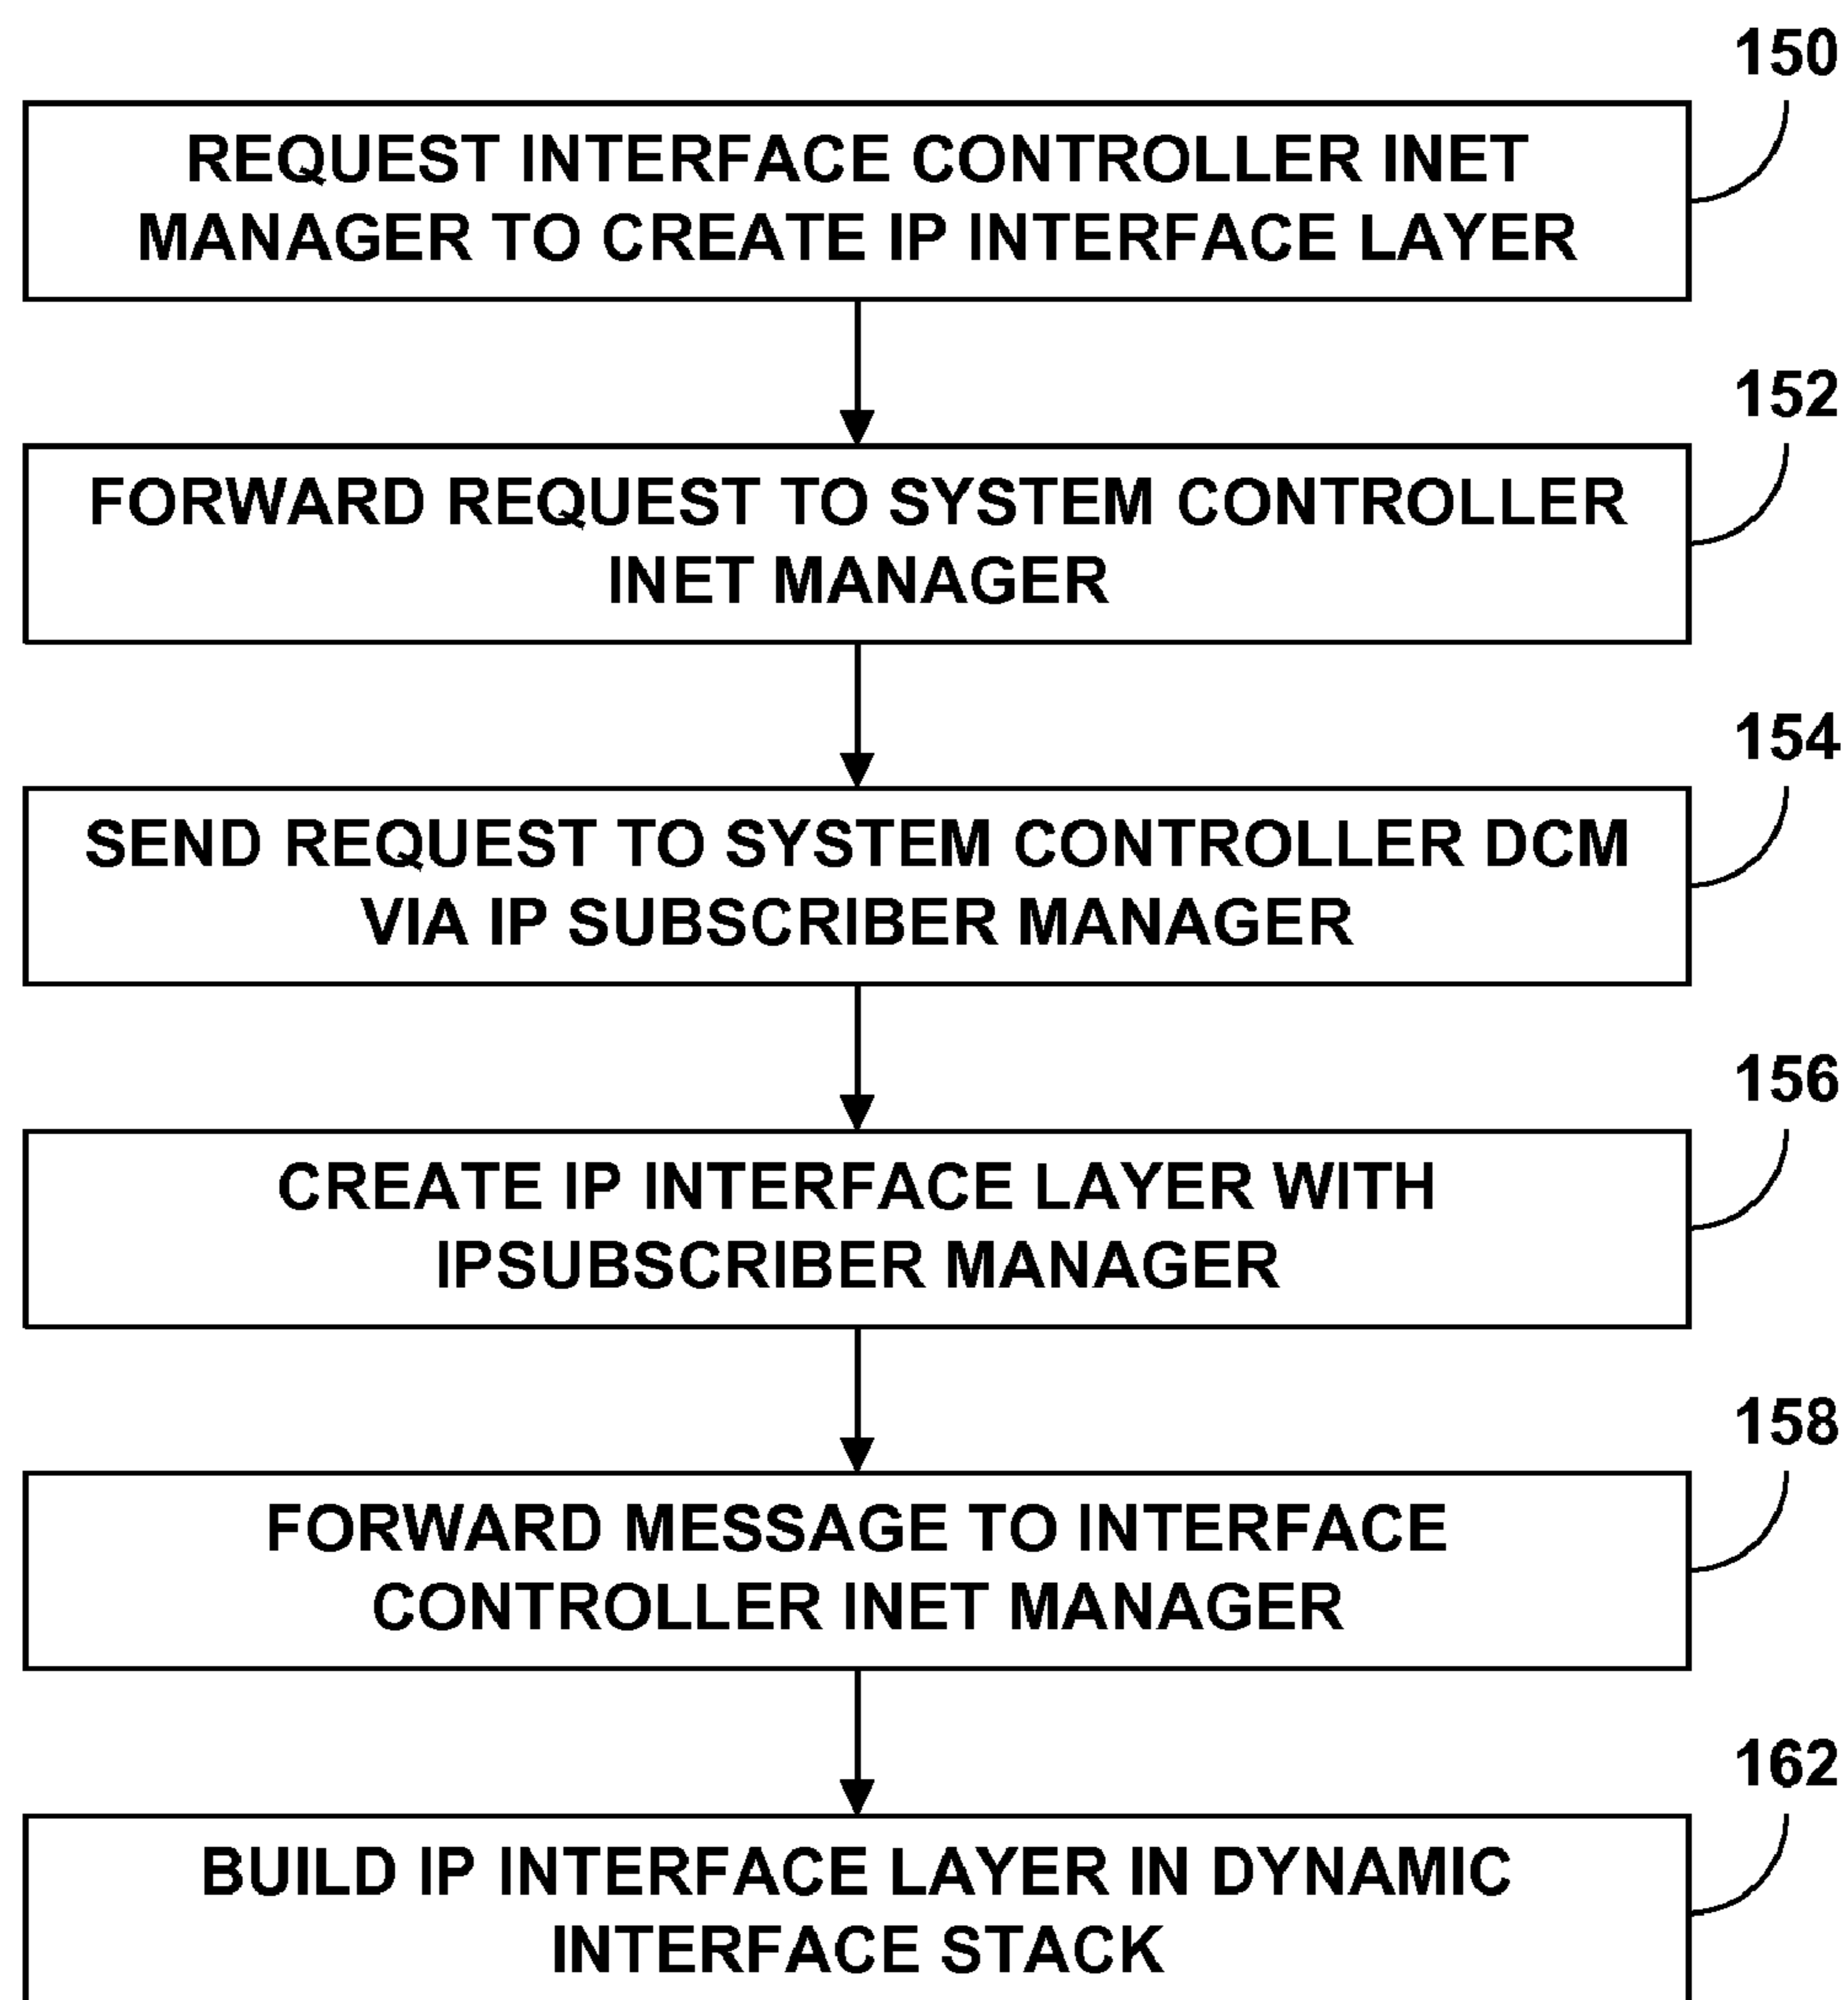 150
REQUEST INTERFACE CONTROLLER INET
MANAGER TO CREATE IP INTERFACE LAYER
152
FORWARD REQUEST TO SYSTEM CONTROLLER
INET MANAGER
154
SEND REQUEST TO SYSTEM CONTROLLER DCM
VIA IP SUBSCRIBER MANAGER
156
CREATE IP INTERFACE LAYER WITH
IPSUBSCRIBER MANAGER
158
FORWARD MESSAGE TO INTERFACE
CONTROLLER INET MANAGER
162
BUILD IP INTERFACE LAYER IN DYNAMIC
INTERFACE STACK